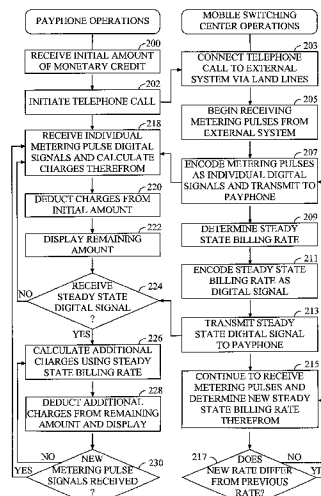 PAYPHONE OPERATIONS
200
RECEIVE INITIAL AMOUNT
OF MONETARY CREDIT
202
INITIATE TELEPHONE CALL
218
RECEIVE INDIVIDUAL
METERING PULSE DIGITAL
SIGNALS AND CALCULATE
CHARGES THEREFROM
220
DEDUCT CHARGES FROM
INITIAL AMOUNT
222
DISPLAY REMAINING
AMOUNT
224
RECEIVE
STEADY STATE
DIGITAL SIGNAL
?
NO
YES
226
CALCULATE ADDITIONAL
CHARGES USING STEADY
STATE BILLING RATE
228
DEDUCT ADDITIONAL
CHARGES FROM REMAINING
AMOUNT AND DISPLAY
NO
YES
NEW
METERING PULSE
SIGNALS RECEIVED
?
230
MOBILE SWITCHING
CENTER OPERATIONS
203
CONNECT TELEPHONE
CALL TO EXTERNAL
SYSTEM VIA LAND LINES
205
BEGIN RECEIVING
METERING PULSES FROM
EXTERNAL SYSTEM
207
ENCODE METERING PULSES
AS INDIVIDUAL DIGITAL
SIGNALS AND TRANSMIT TO
PAYPHONE
209
DETERMINE STEADY
STATE BILLING RATE
211
ENCODE STEADY STATE
BILLING RATE AS
DIGITAL SIGNAL
213
TRANSMIT STEADY
STATE DIGITAL SIGNAL
TO PAYPHONE
215
CONTINUE TO RECEIVE
METERING PULSES AND
DETERMINE NEW STEADY
STATE BILLING RATE
THEREFROM
217
DOES
NEW RATE DIFFER
FROM PREVIOUS
RATE?
NO